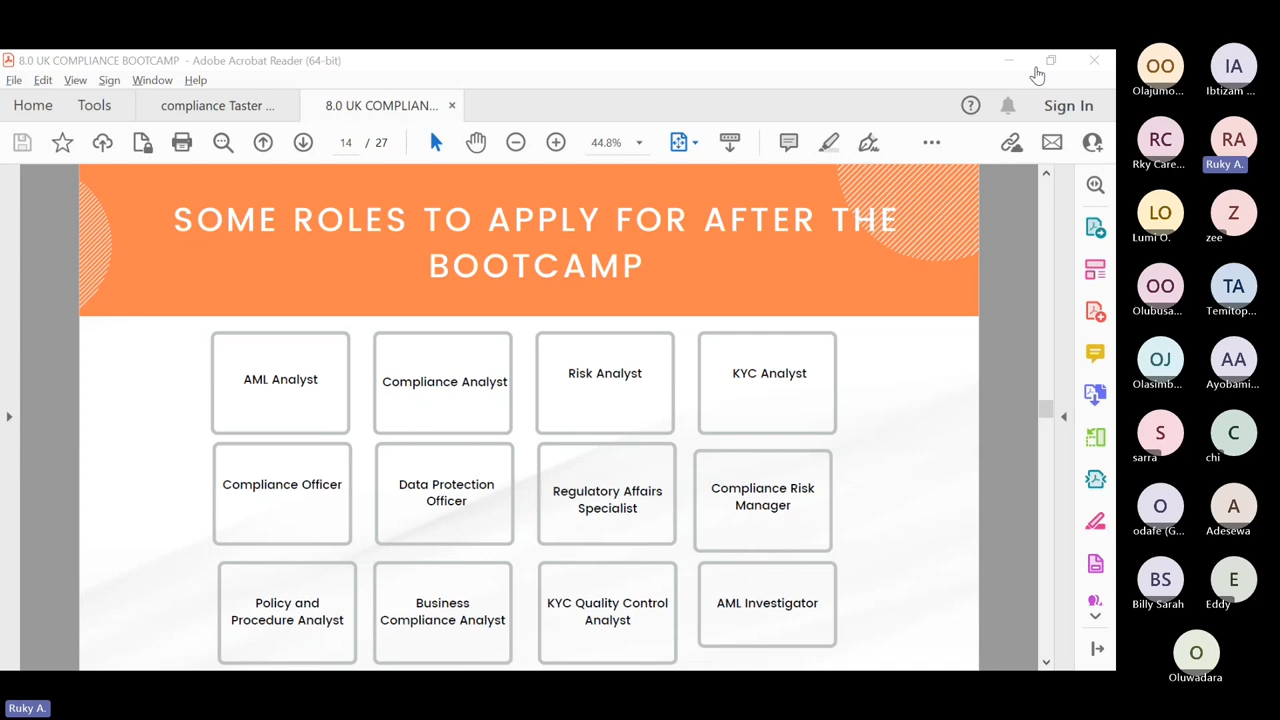 8.0 UK COMPLIANCE BOOTCAMP - Adobe Acrobat Reader (64-bit)
File Edit View Sign Window Help
Home Tools compliance Taster ... 8.0 UK COMPLIAN... × Sign In
14 / 27 44.8%
SOME ROLES TO APPLY FOR AFTER THE
BOOTCAMP
AML Analyst
Compliance Analyst
Risk Analyst
KYC Analyst
Compliance Officer
Data Protection
Officer
Regulatory Affairs
Specialist
Compliance Risk
Manager
Policy and
Procedure Analyst
Business
Compliance Analyst
KYC Quality Control
Analyst
AML Investigator
OO IA
Olajumo... Ibtizam ...
RC RA
Rky Care... Ruky A.
LO Z
Lumi O. zee
OO TA
Olubusa... Temitop...
OJ AA
Olasimb... Ayobami...
S C
sarra chi
O A
odafe (G... Adesewa
BS E
Billy Sarah Eddy
O
Oluwadara
Ruky A.